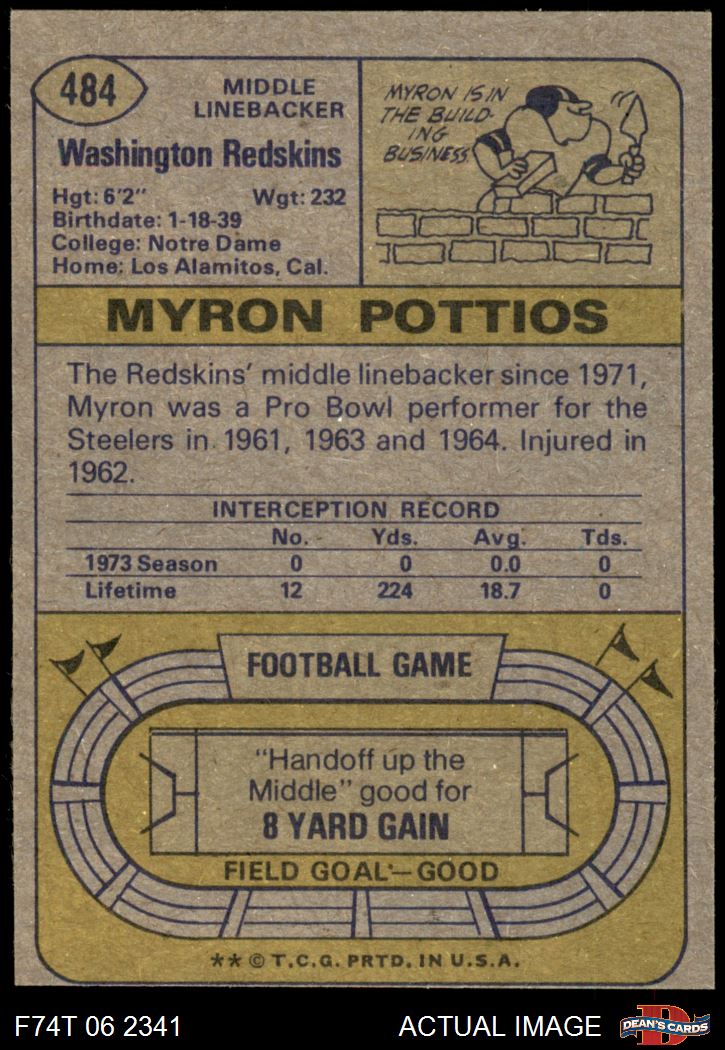 484
MIDDLE
LINEBACKER
Washington Redskins
Hgt: 6'2" Wgt: 232
Birthdate: 1-18-39
College: Notre Dame
Home: Los Alamitos, Cal.
MYRON IS IN
THE BUILD-
ING
BUSINESS.
MYRON POTTIOS
The Redskins' middle linebacker since 1971,
Myron was a Pro Bowl performer for the
Steelers in 1961, 1963 and 1964. Injured in
1962.
INTERCEPTION RECORD
No. Yds. Avg. Tds.
1973 Season 0 0 0.0 0
Lifetime 12 224 18.7 0
FOOTBALL GAME
"Handoff up the
Middle" good for
8 YARD GAIN
FIELD GOAL—GOOD
** © T.C.G. PRTD. IN U.S.A.
F74T 06 2341 ACTUAL IMAGE
D
DEAN'S CARDS